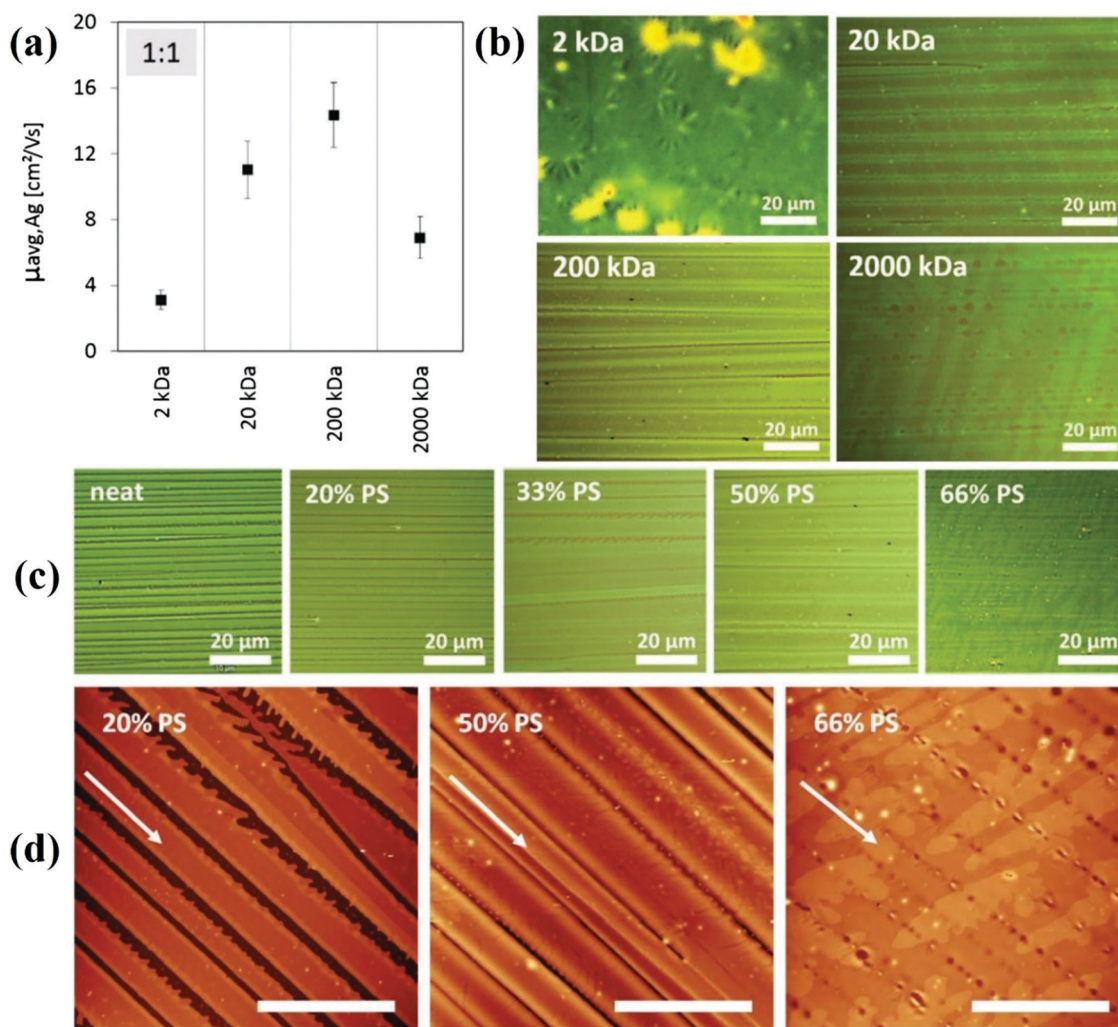 (a)
20
16
12
8
4
0
1:1
μavg,Ag [cm²/Vs]
2 kDa
20 kDa
200 kDa
2000 kDa
(b)
2 kDa
20 µm
20 kDa
20 µm
200 kDa
20 µm
2000 kDa
20 µm
(c)
neat
20 µm
10 µm
20% PS
20 µm
33% PS
20 µm
50% PS
20 µm
66% PS
20 µm
(d)
20% PS
50% PS
66% PS